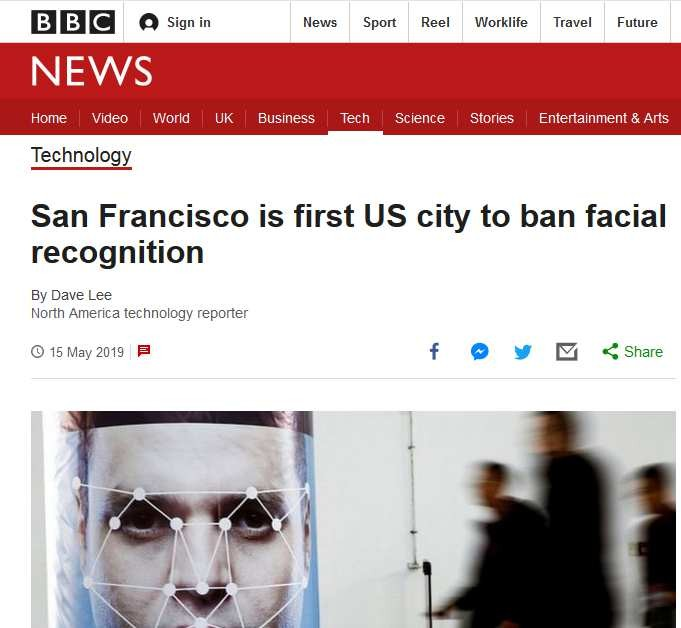 BBC Sign in News Sport Reel Worklife Travel Future
NEWS
Home Video World UK Business Tech Science Stories Entertainment & Arts
Technology
San Francisco is first US city to ban facial
recognition
By Dave Lee
North America technology reporter
15 May 2019
Share